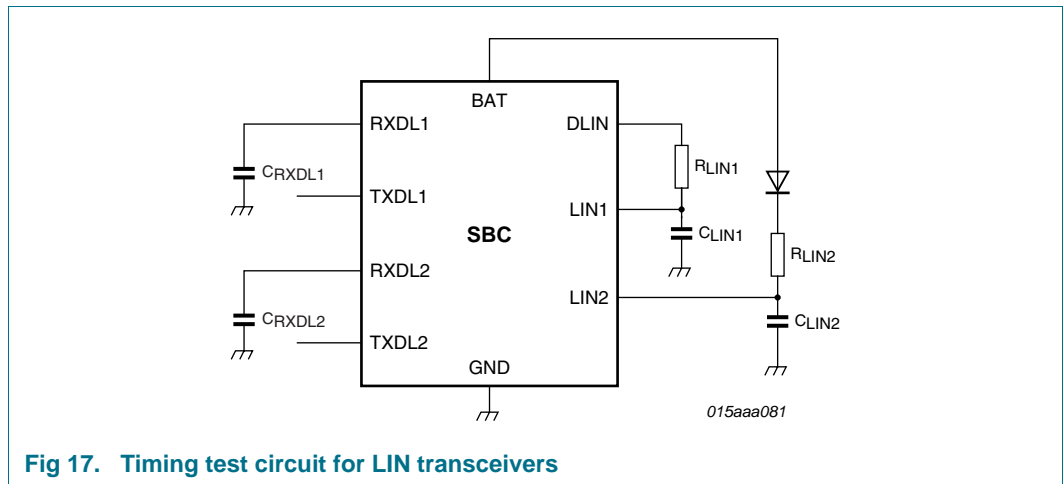 BAT
RXDL1
DLIN
CRXDL1
RLIN1
TXDL1
LIN1
SBC
CLIN1
RLIN2
RXDL2
LIN2
CRXDL2
CLIN2
TXDL2
GND
015aaa081
Fig 17. Timing test circuit for LIN transceivers